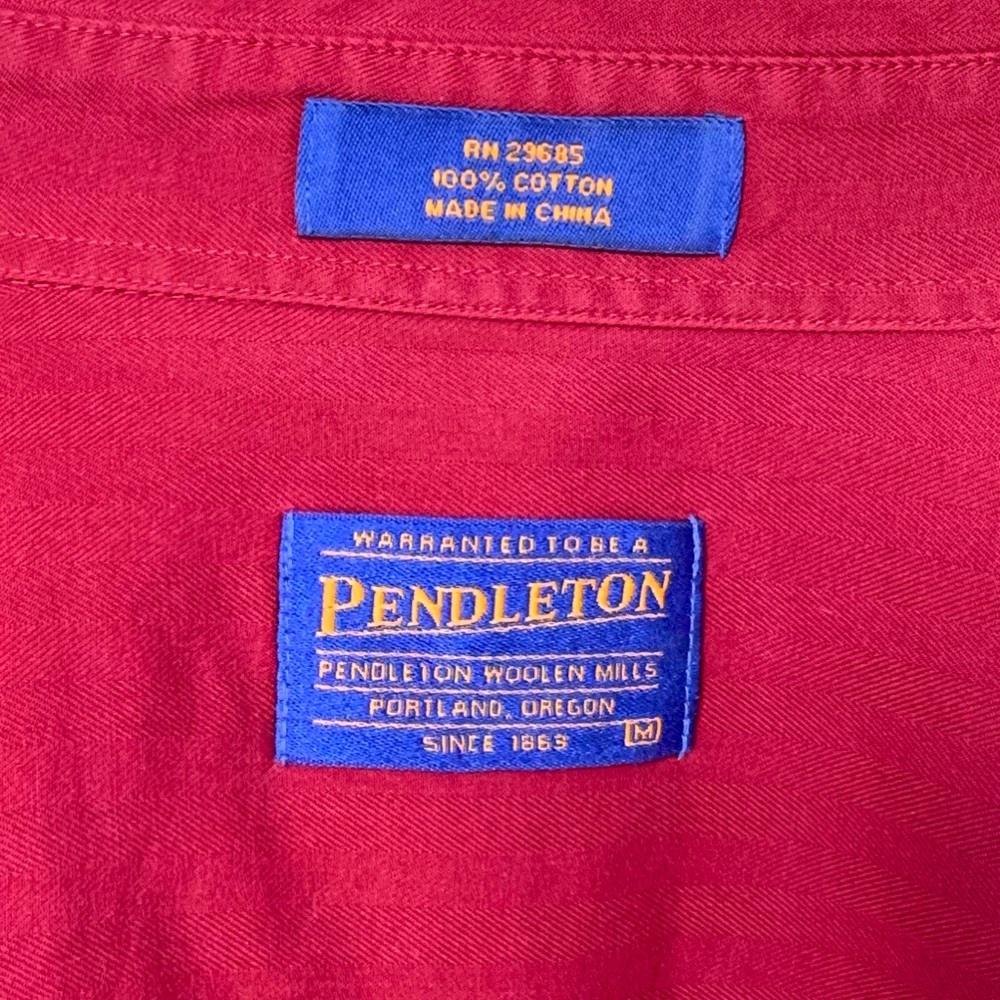 RN 29685
100% COTTON
MADE IN CHINA
WARRANTED TO BE A
PENDLETON
PENDLETON WOOLEN MILLS
PORTLAND, OREGON
SINCE 1863
M